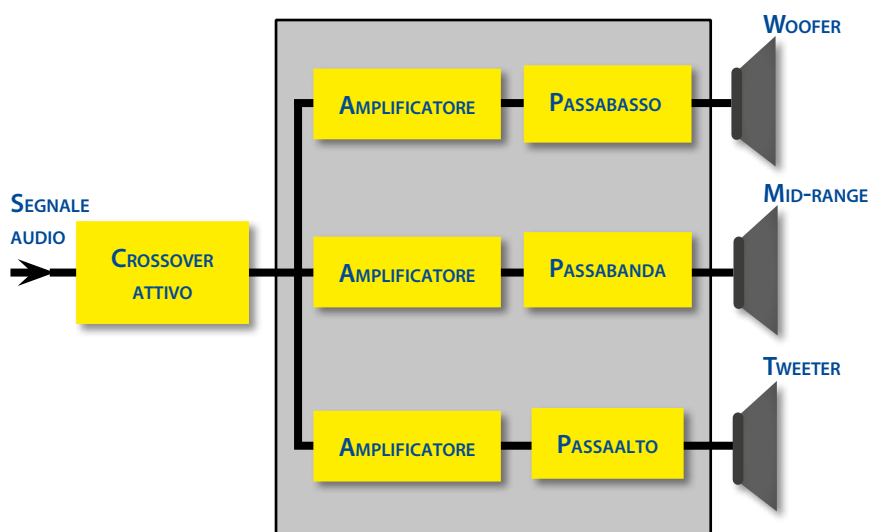 Woofer
Amplificatore
Passabasso
Segnale
audio
Mid-range
Crossover
attivo
Amplificatore
Passabanda
Tweeter
Amplificatore
Passaalto